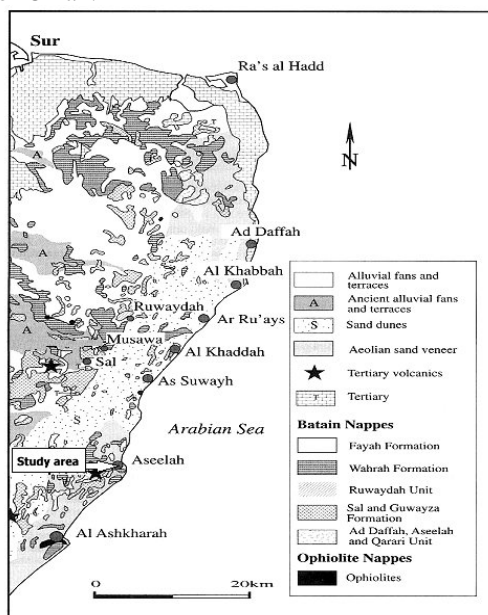 Sur
Ra's al Hadd
N
A
T
Ad Daffah
A
Al Khabbah
Ruwaydah
Ar Ru'ays
Musawa
A
Al Khaddah
Sal
As Suwayh
S
Arabian Sea
Study area
Aseelah
Al Ashkharah
0 20km
Alluvial fans and
terraces
A Ancient alluvial fans
and terraces
S Sand dunes
Aeolian sand veneer
Tertiary volcanics
T Tertiary
Batain Nappes
Fayah Formation
Wahrah Formation
Ruwaydah Unit
Sal and Guwayza
Formation
Ad Daffah, Aseelah
and Qarari Unit
Ophiolite Nappes
Ophiolites